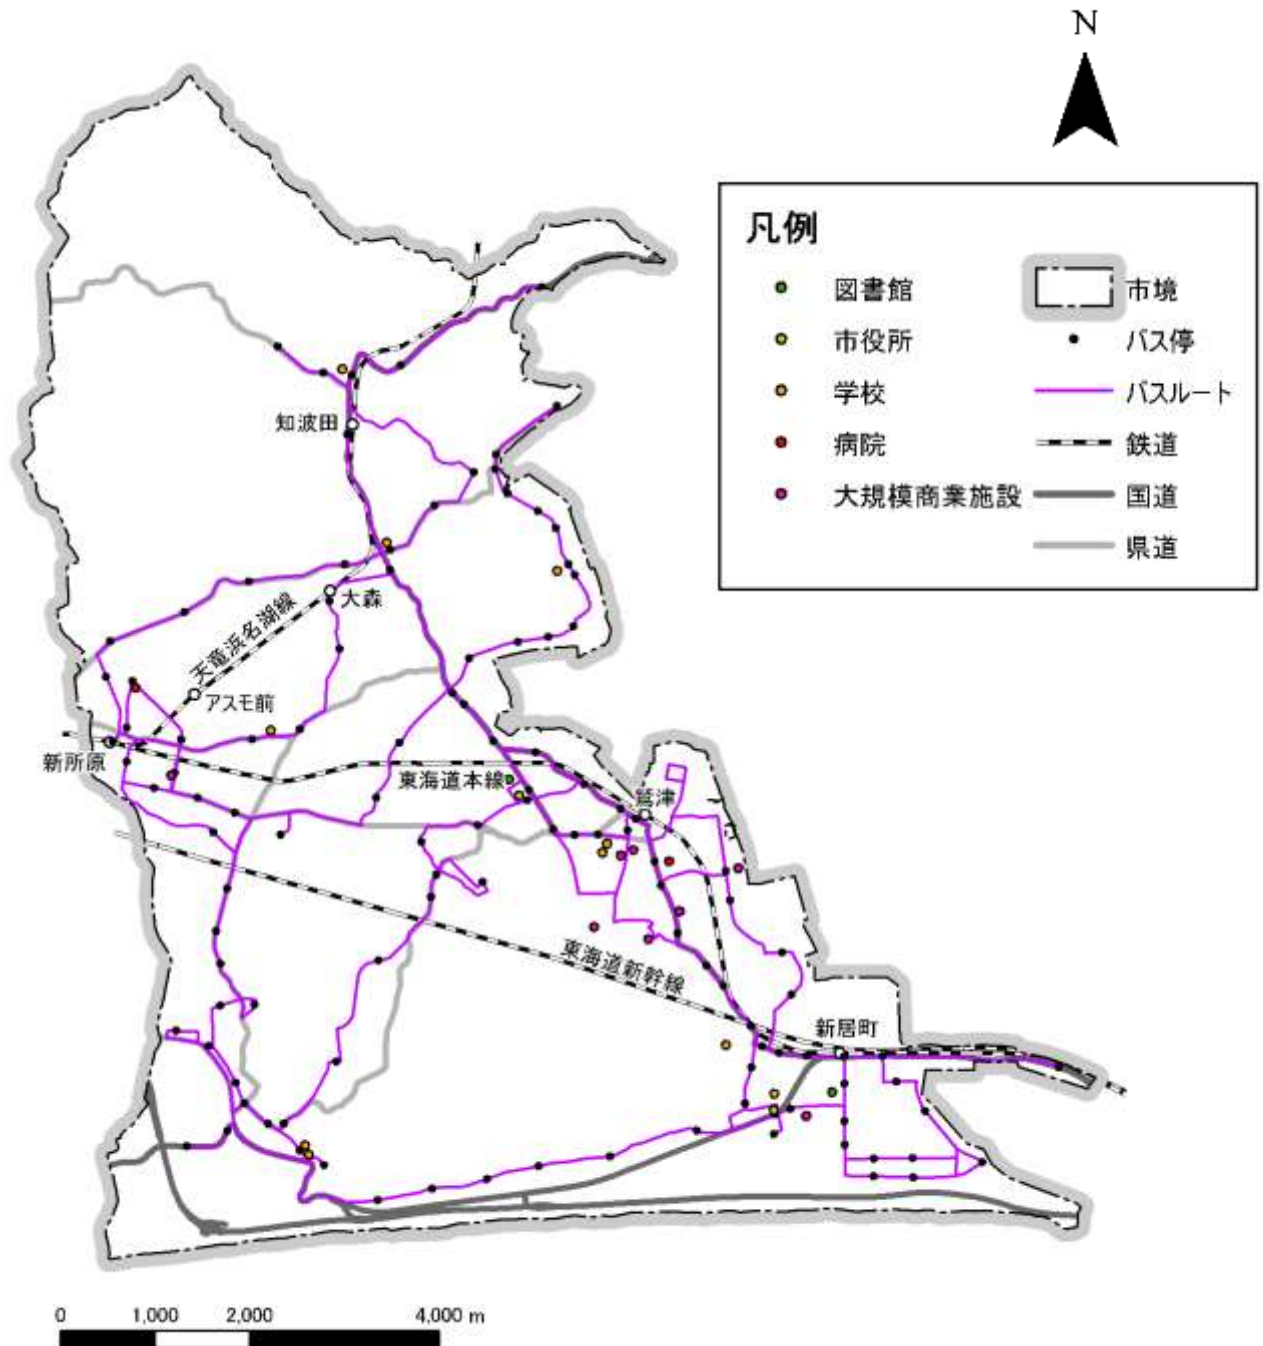 N
凡例
図書館
市境
市役所
バス停
学校
バスルート
病院
鉄道
大規模商業施設
国道
県道
知波田
大森
天竜浜名湖線
アスモ前
新所原
東海道本線
鷲津
東海道新幹線
新居町
0 1,000 2,000 4,000 m